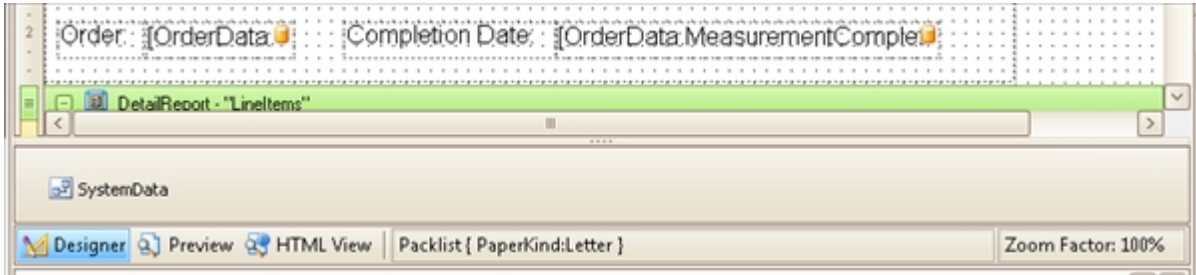 2
Order: [OrderData. Completion Date: [OrderData.MeasurementComple
DetailReport - "LineItems"
SystemData
Designer Preview HTML View Packlist { PaperKind:Letter } Zoom Factor: 100%